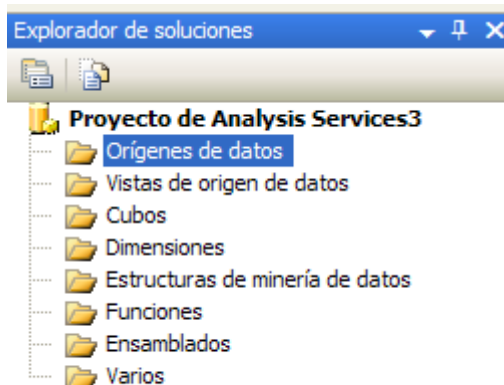 Explorador de soluciones
Proyecto de Analysis Services3
Orígenes de datos
Vistas de origen de datos
Cubos
Dimensiones
Estructuras de minería de datos
Funciones
Ensamblados
Varios